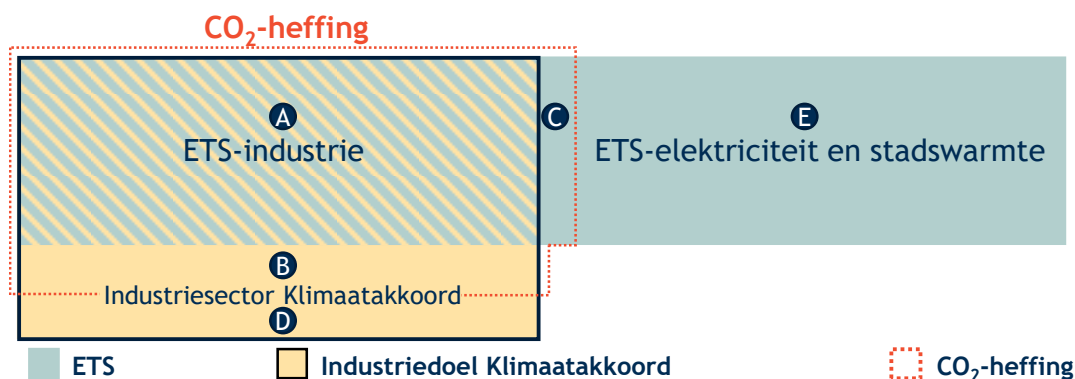 CO₂-heffing
A
C
E
ETS-industrie
ETS-elektriciteit en stadswarmte
B
Industriesector Klimaatakkoord
D
ETS
Industriedoel Klimaatakkoord
CO₂-heffing